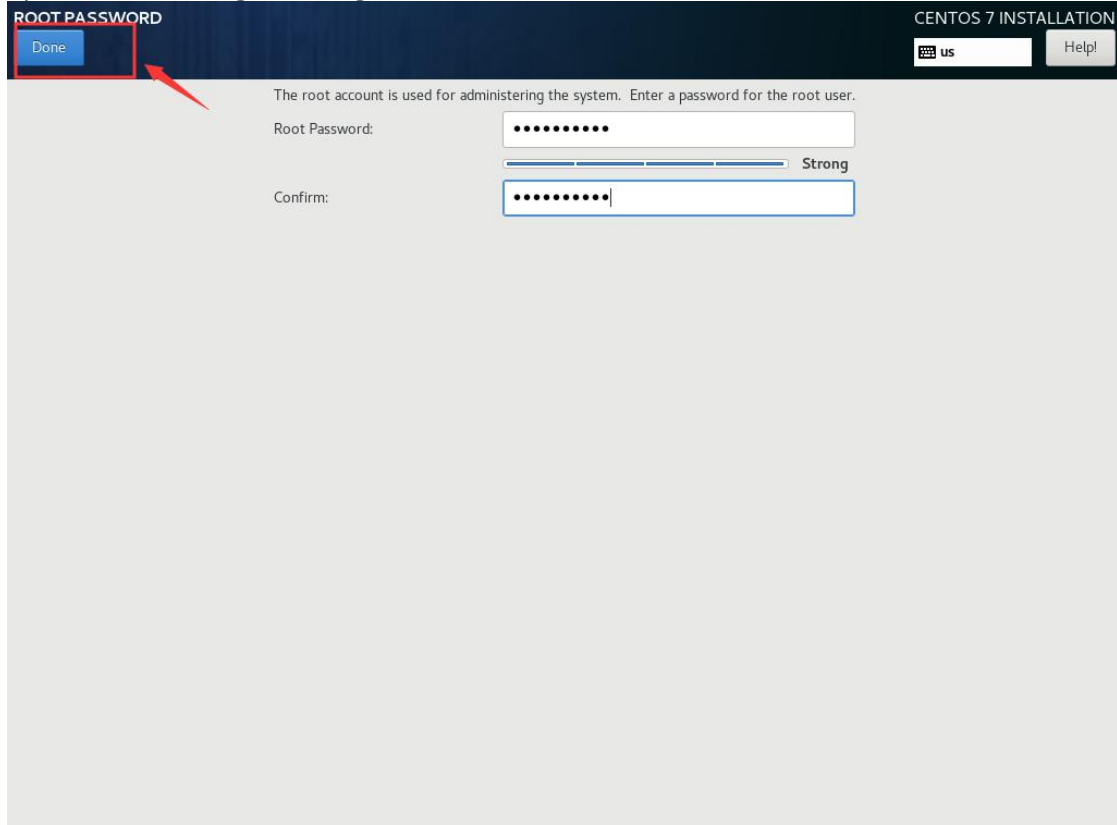 ROOT PASSWORD
CENTOS 7 INSTALLATION
Done
us
Help!
The root account is used for administering the system. Enter a password for the root user.
Root Password:
••••••••••
Strong
Confirm:
••••••••••